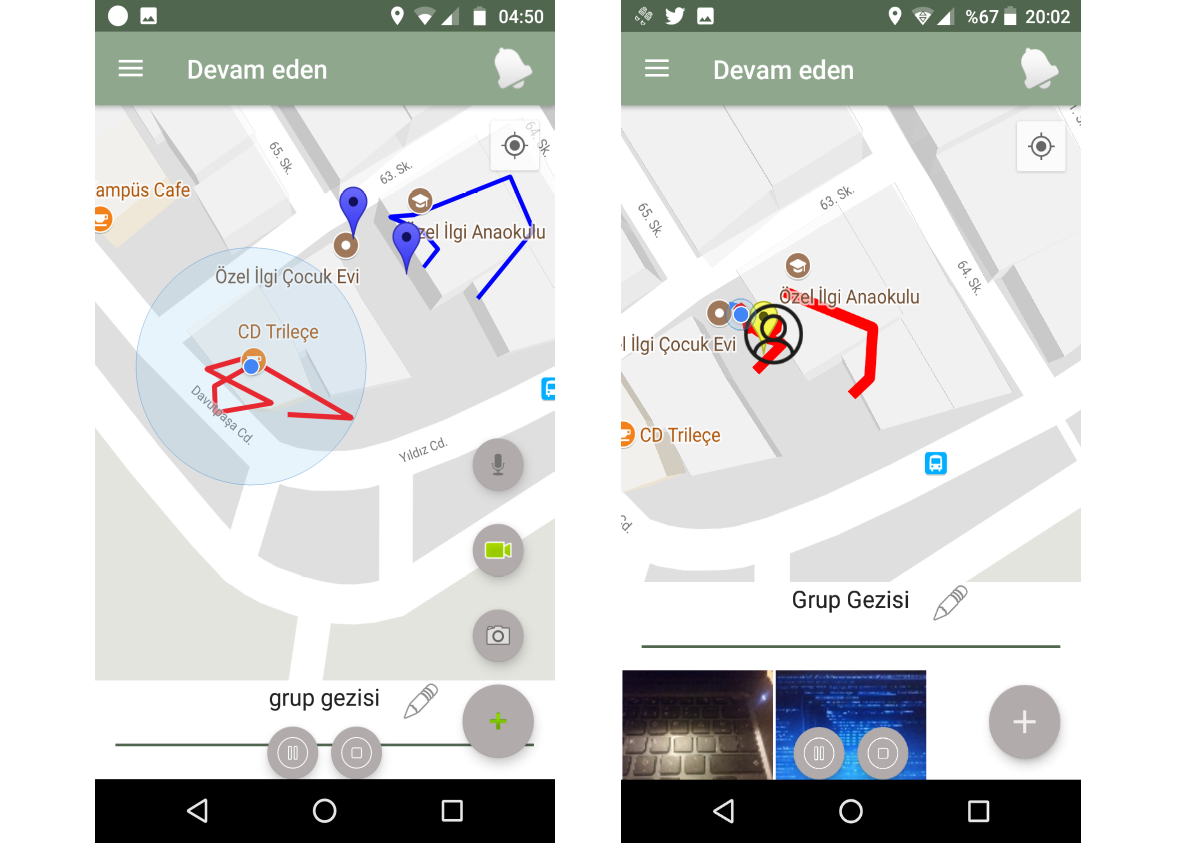 04:50
Devam eden
64. Sk.
65. Sk.
63. Sk.
ampüs Cafe
Özel İlgi Anaokulu
Özel İlgi Çocuk Evi
CD Trileçe
Davutpaşa Cd.
Yıldız Cd.
grup gezisi
%67 20:02
Devam eden
63. Sk.
65. Sk.
64. Sk.
Özel İlgi Anaokulu
l İlgi Çocuk Evi
CD Trileçe
Cd.
Grup Gezisi